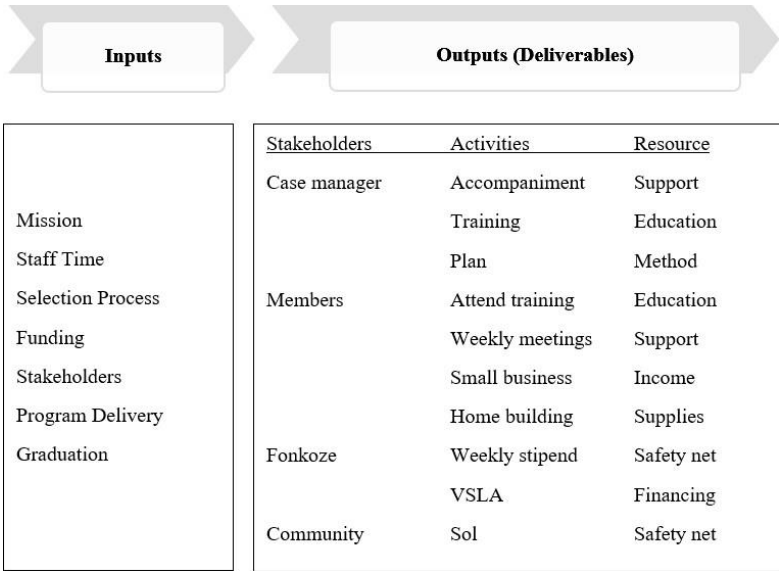 Inputs
Outputs (Deliverables)
Mission
Staff Time
Selection Process
Funding
Stakeholders
Program Delivery
Graduation
Stakeholders Activities Resource
Case manager Accompaniment Support
Training Education
Plan Method
Members Attend training Education
Weekly meetings Support
Small business Income
Home building Supplies
Fonkoze Weekly stipend Safety net
VSLA Financing
Community Sol Safety net